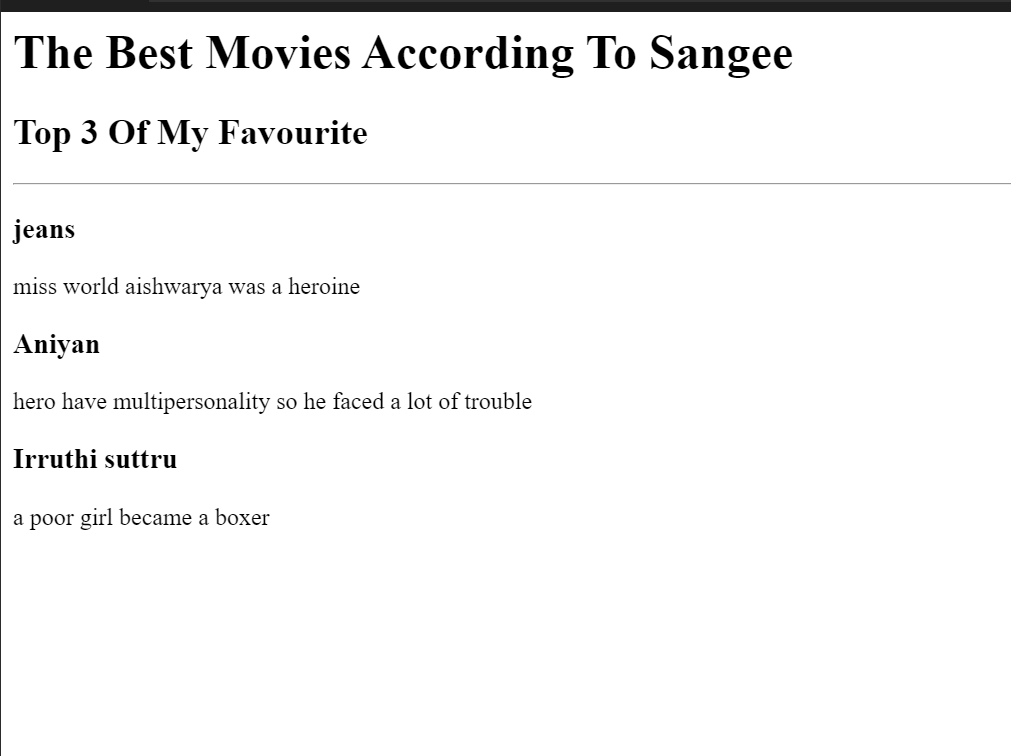 The Best Movies According To Sangee
Top 3 Of My Favourite
jeans
miss world aishwarya was a heroine
Aniyan
hero have multipersonality so he faced a lot of trouble
Irruthi suttru
a poor girl became a boxer